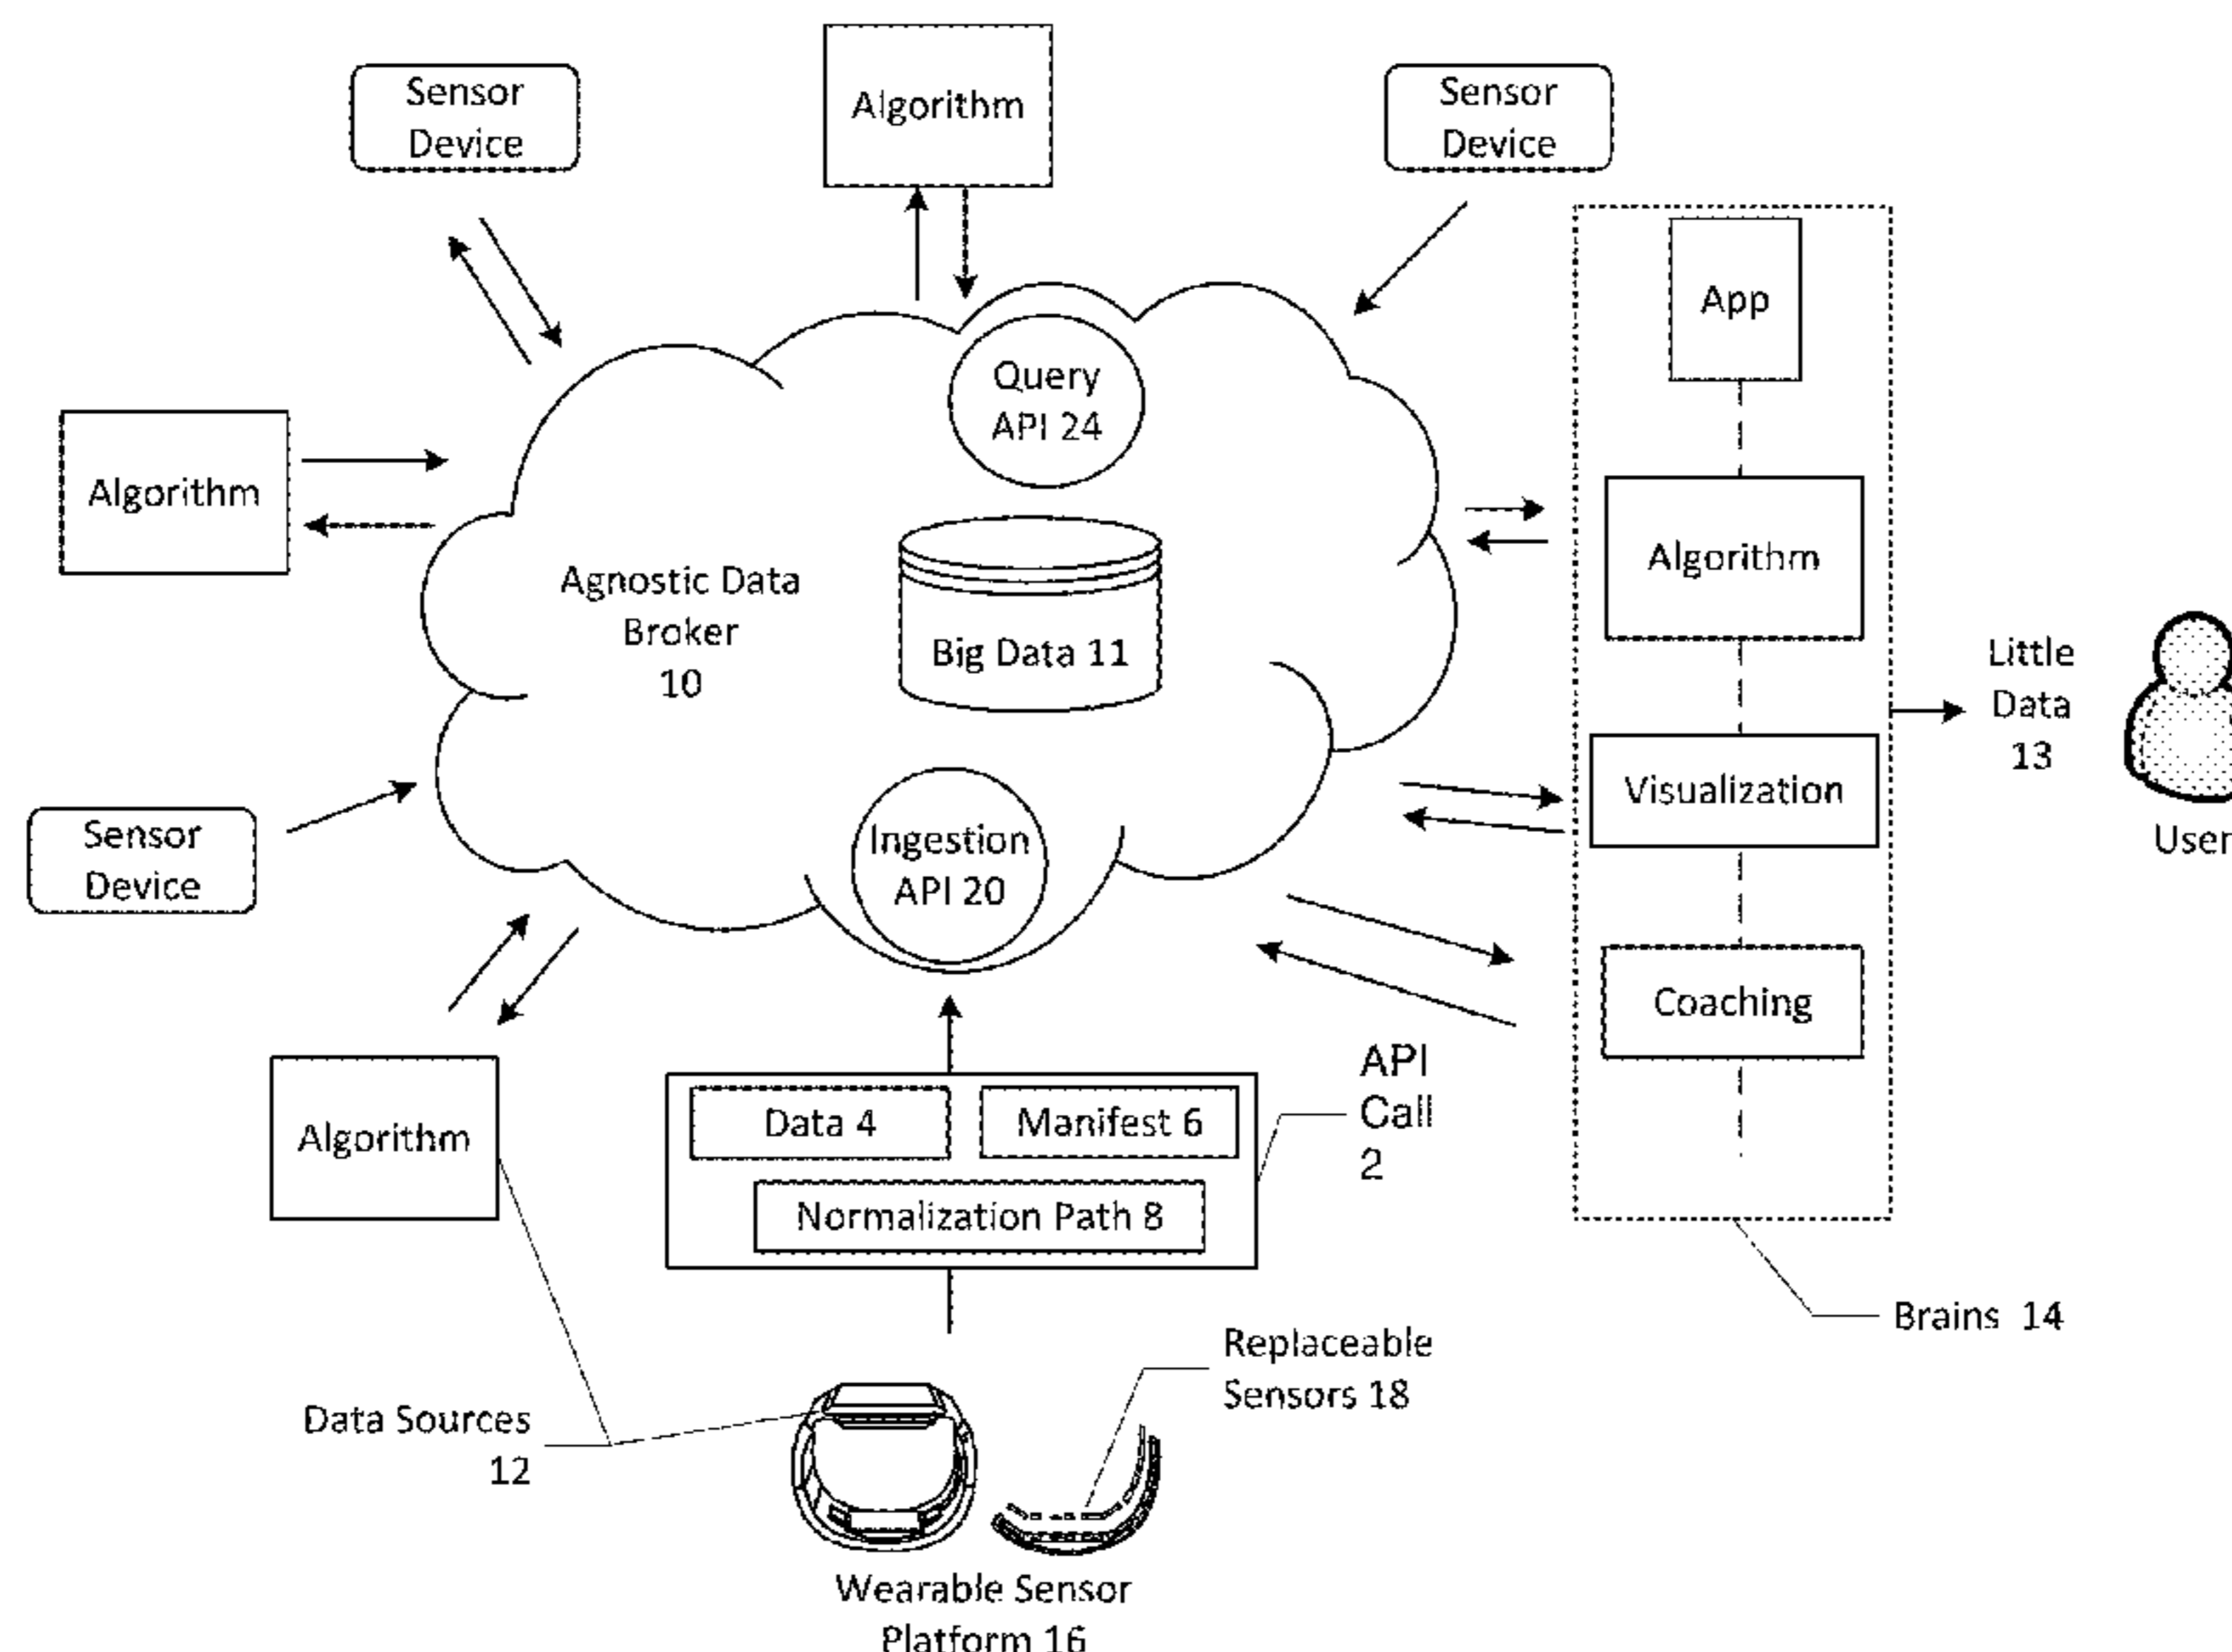 Sensor
Device
Algorithm
Sensor
Device
App
Query
API 24
Algorithm
Algorithm
Agnostic Data
Broker
10
Big Data 11
Little
Data
13
User
Visualization
Sensor
Device
Ingestion
API 20
Coaching
API
Call
2
Algorithm
Data 4
Manifest 6
Normalization Path 8
Brains 14
Replaceable
Sensors 18
Data Sources
12
Wearable Sensor
Platform 16